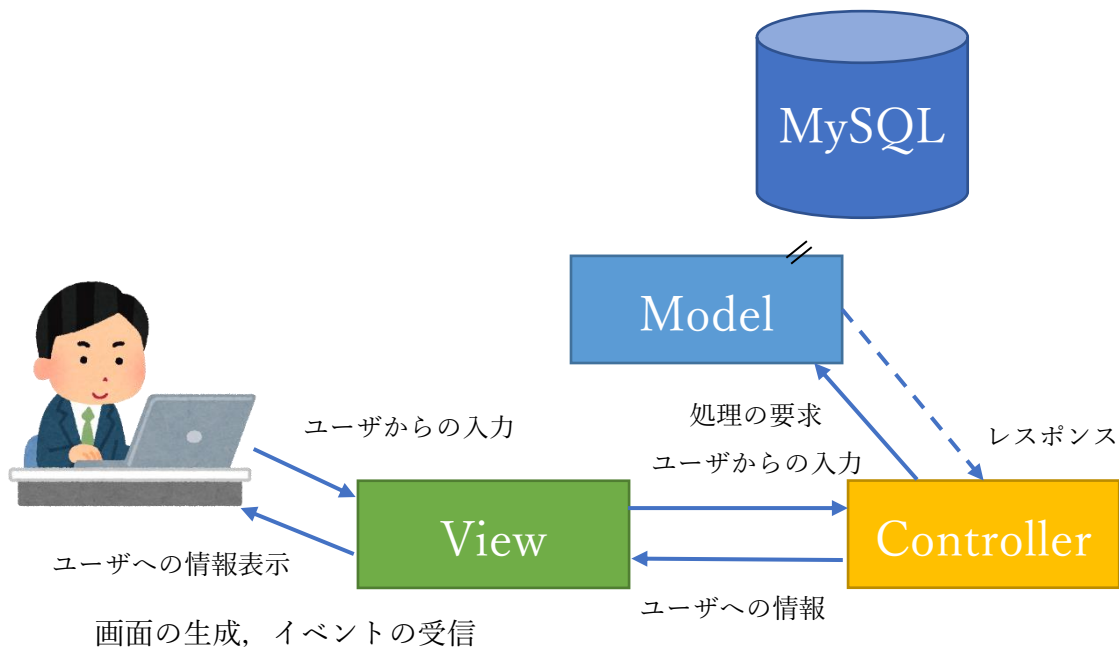 MySQL
Model
処理の要求
レスポンス
ユーザからの入力
ユーザからの入力
View
Controller
ユーザへの情報表示
ユーザへの情報
画面の生成，イベントの受信